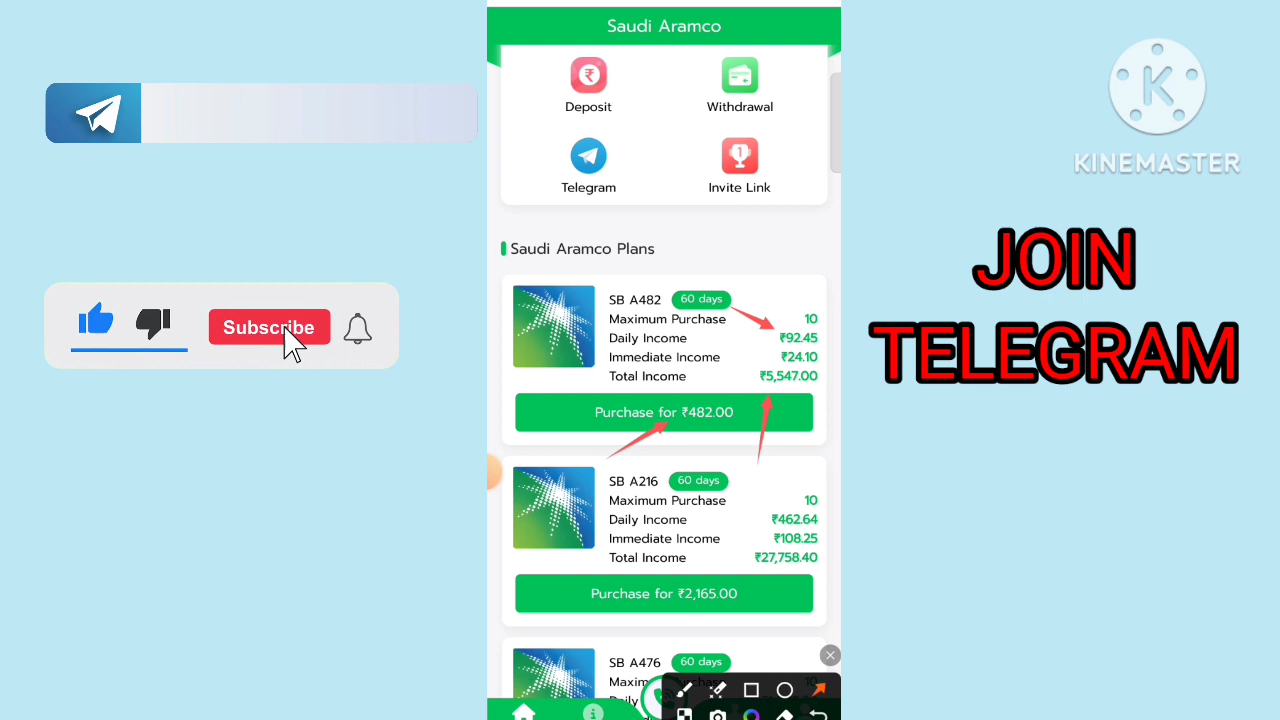 Saudi Aramco
Deposit
Withdrawal
Telegram
Invite Link
KINEMASTER
JOIN
TELEGRAM
Subscribe
Saudi Aramco Plans
SB A482 60 days
Maximum Purchase 10
Daily Income ₹92.45
Immediate Income ₹24.10
Total Income ₹5,547.00
Purchase for ₹482.00
SB A216 60 days
Maximum Purchase 10
Daily Income ₹462.64
Immediate Income ₹108.25
Total Income ₹27,758.40
Purchase for ₹2,165.00
SB A476 60 days